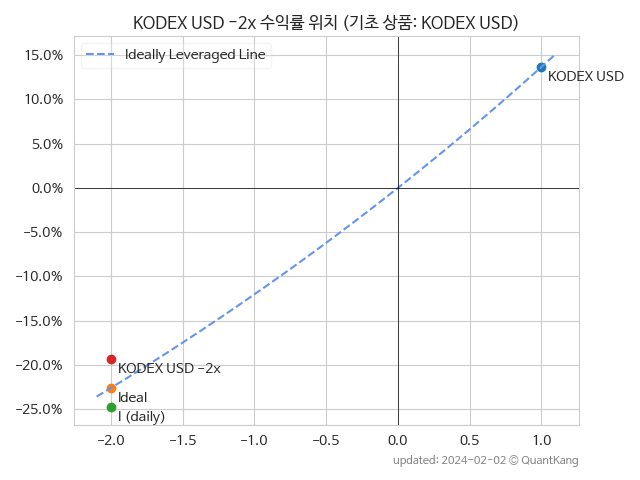 KODEX USD -2x 수익률 위치 (기초 상품: KODEX USD)
Ideally Leveraged Line
15.0%
10.0%
5.0%
0.0%
−5.0%
−10.0%
−15.0%
−20.0%
−25.0%
KODEX USD
KODEX USD -2x
Ideal
I (daily)
−2.0 −1.5 −1.0 −0.5 0.0 0.5 1.0
updated: 2024-02-02 © QuantKang